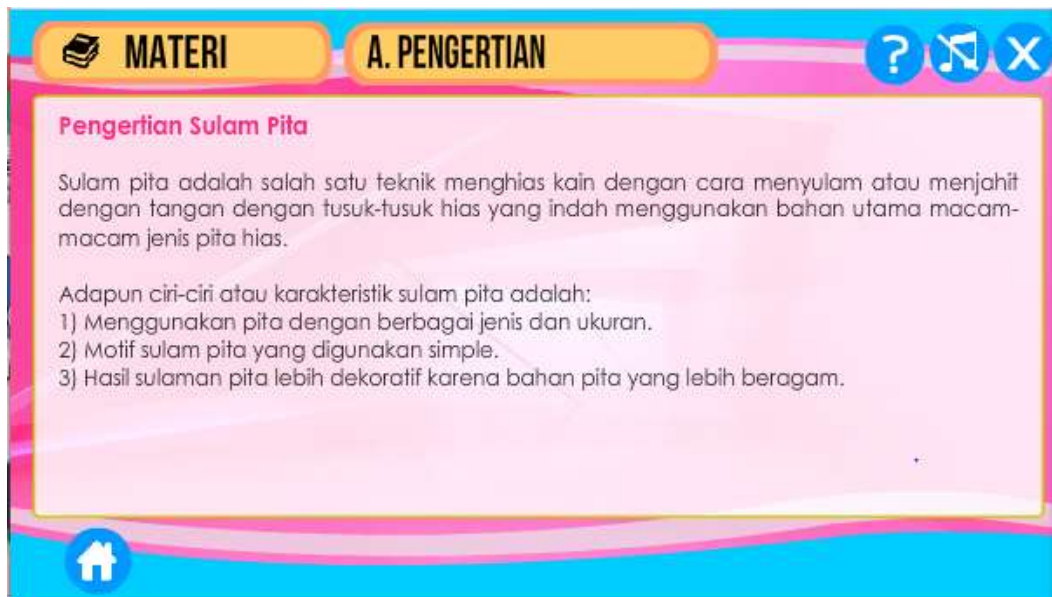 MATERI
A. PENGERTIAN
?
X
Pengertian Sulam Pita
Sulam pita adalah salah satu teknik menghias kain dengan cara menyulam atau menjahit
dengan tangan dengan tusuk-tusuk hias yang indah menggunakan bahan utama macam-
macam jenis pita hias.
Adapun ciri-ciri atau karakteristik sulam pita adalah:
1) Menggunakan pita dengan berbagai jenis dan ukuran.
2) Motif sulam pita yang digunakan simple.
3) Hasil sulaman pita lebih dekoratif karena bahan pita yang lebih beragam.